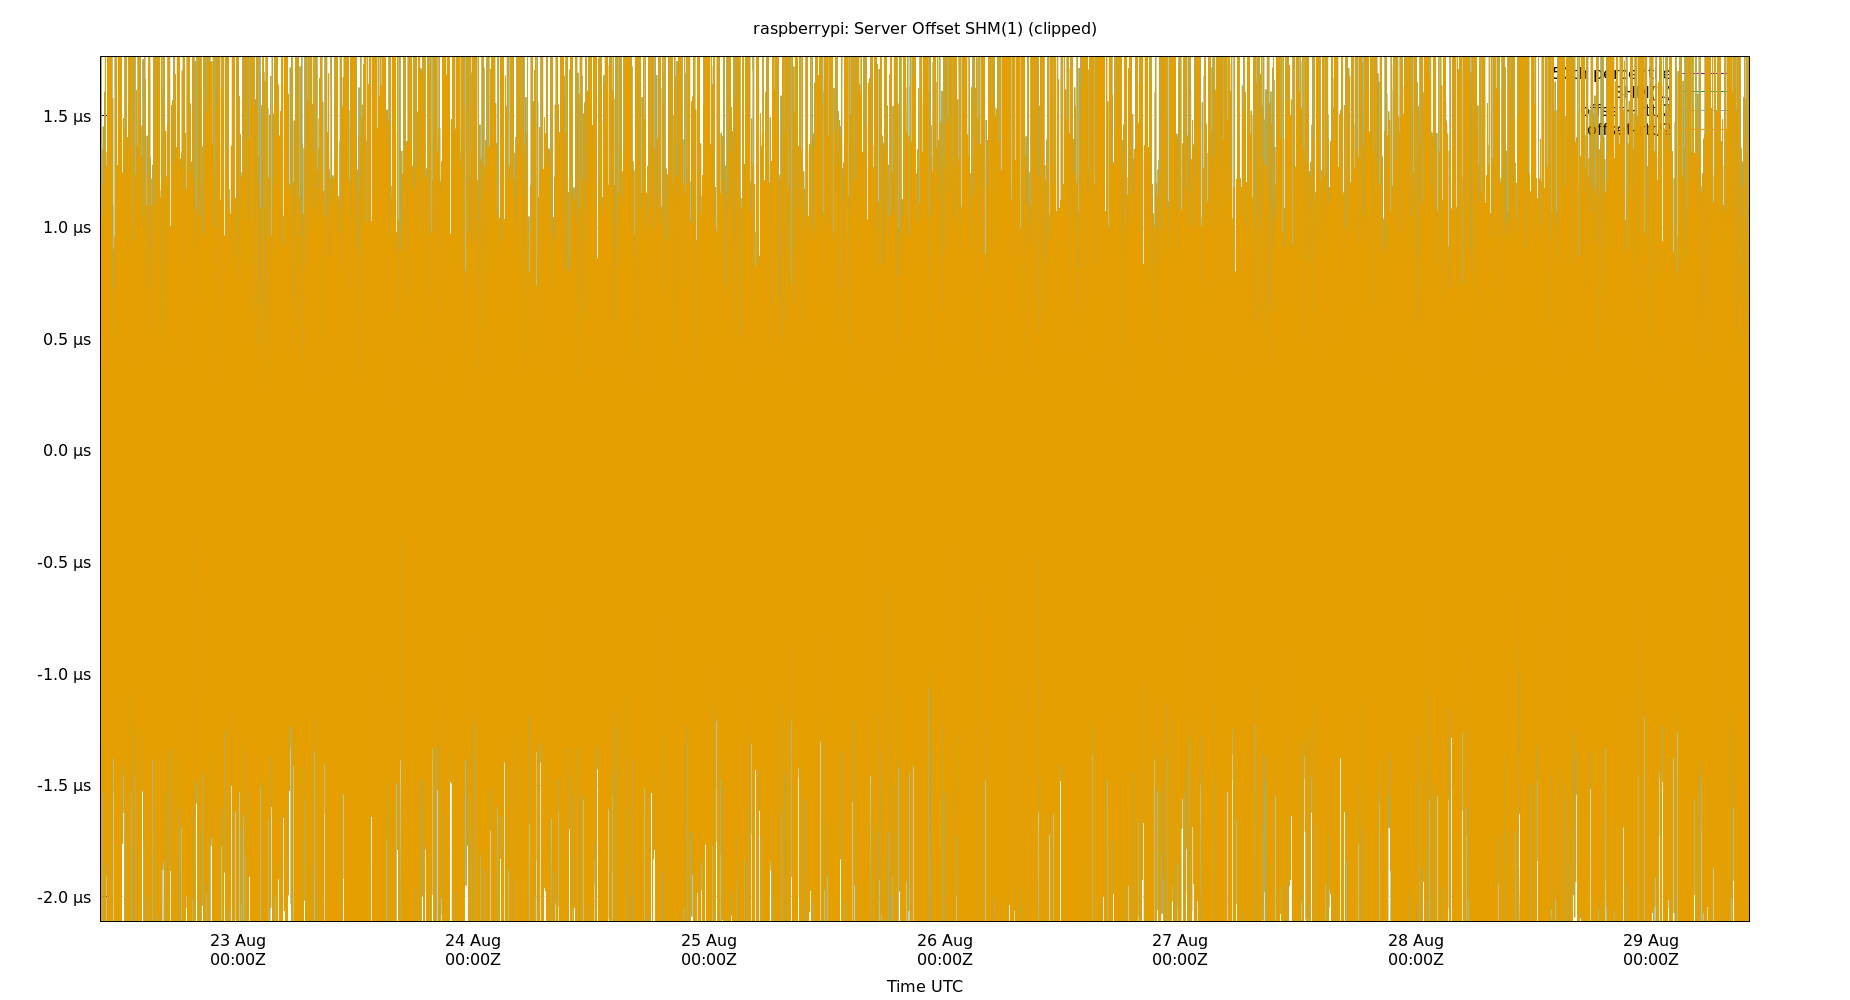 raspberrypi: Server Offset SHM(1) (clipped)
1.5 µs
1.0 µs
0.5 µs
0.0 µs
-0.5 µs
-1.0 µs
-1.5 µs
-2.0 µs
23 Aug 24 Aug 25 Aug 26 Aug 27 Aug 28 Aug 29 Aug
00:00Z 00:00Z 00:00Z 00:00Z 00:00Z 00:00Z 00:00Z
Time UTC